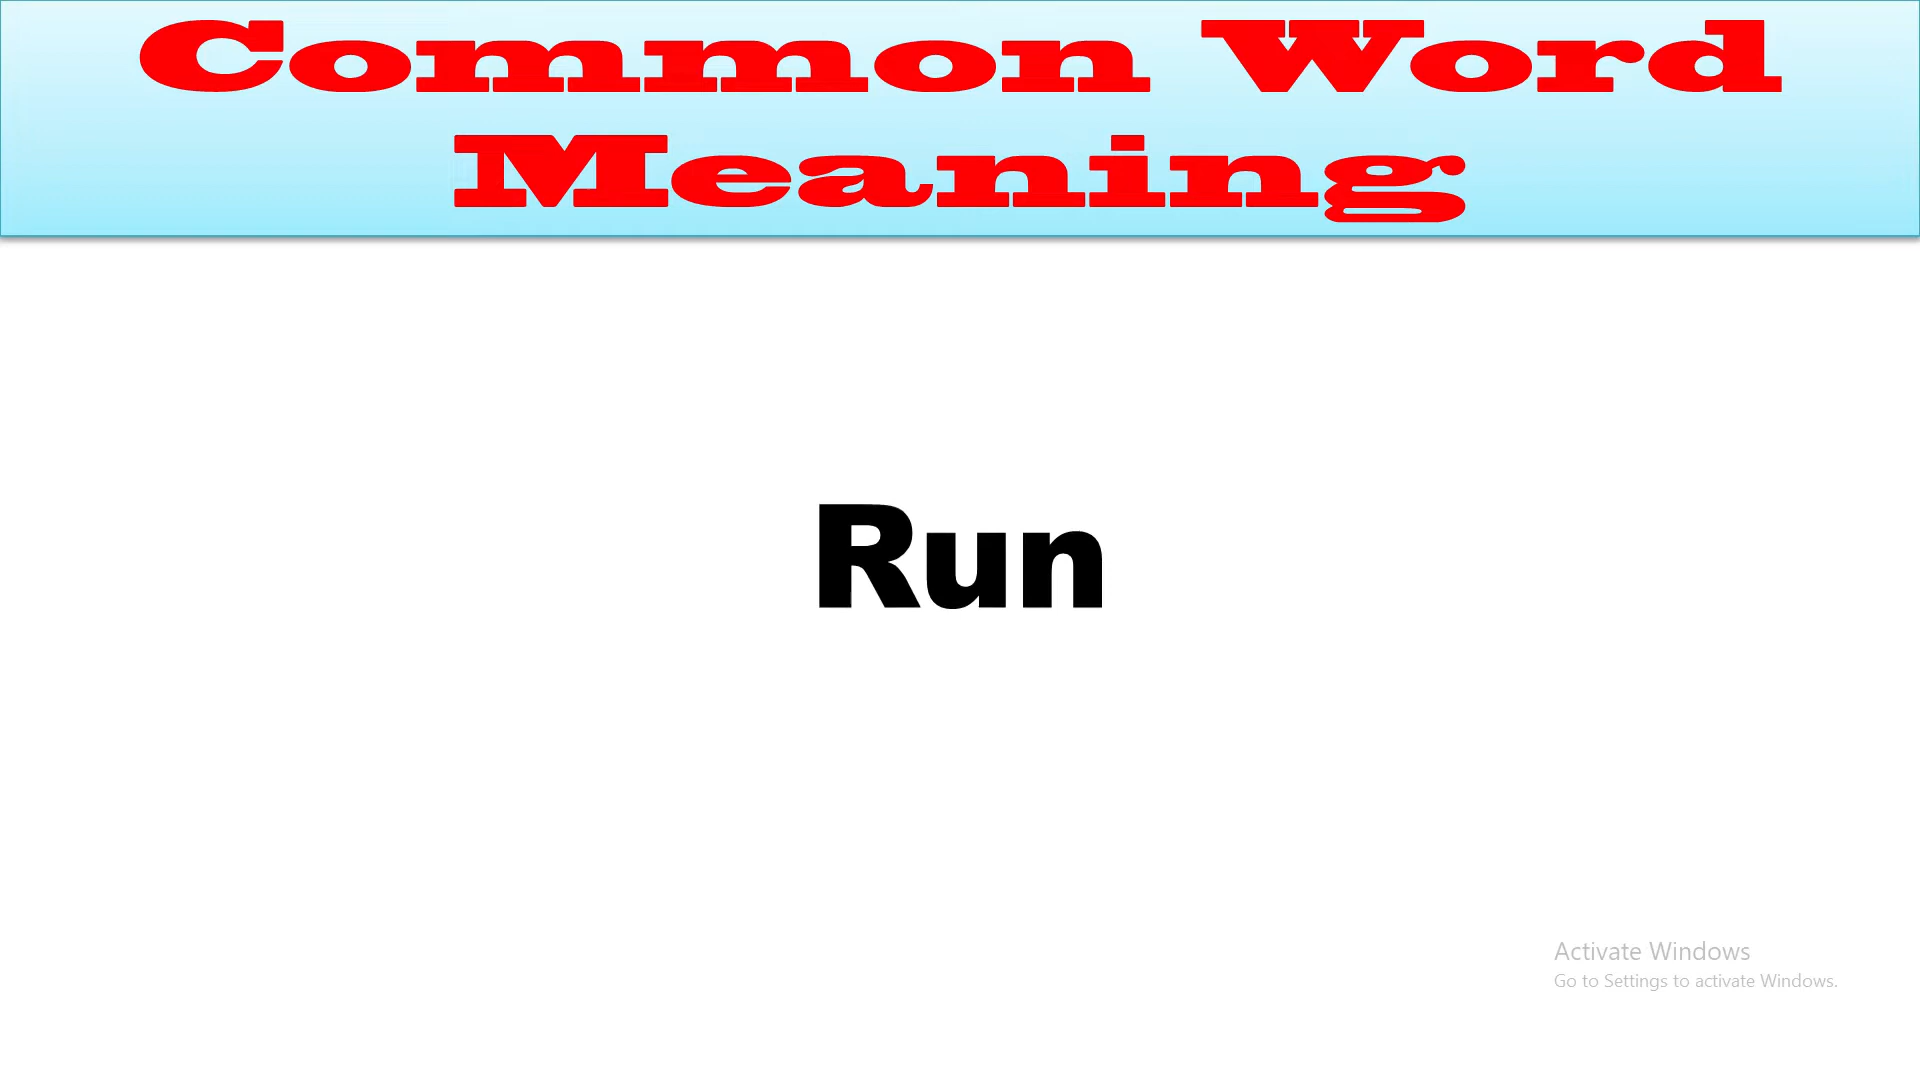 Common Word
Meaning
Run
Activate Windows
Go to Settings to activate Windows.